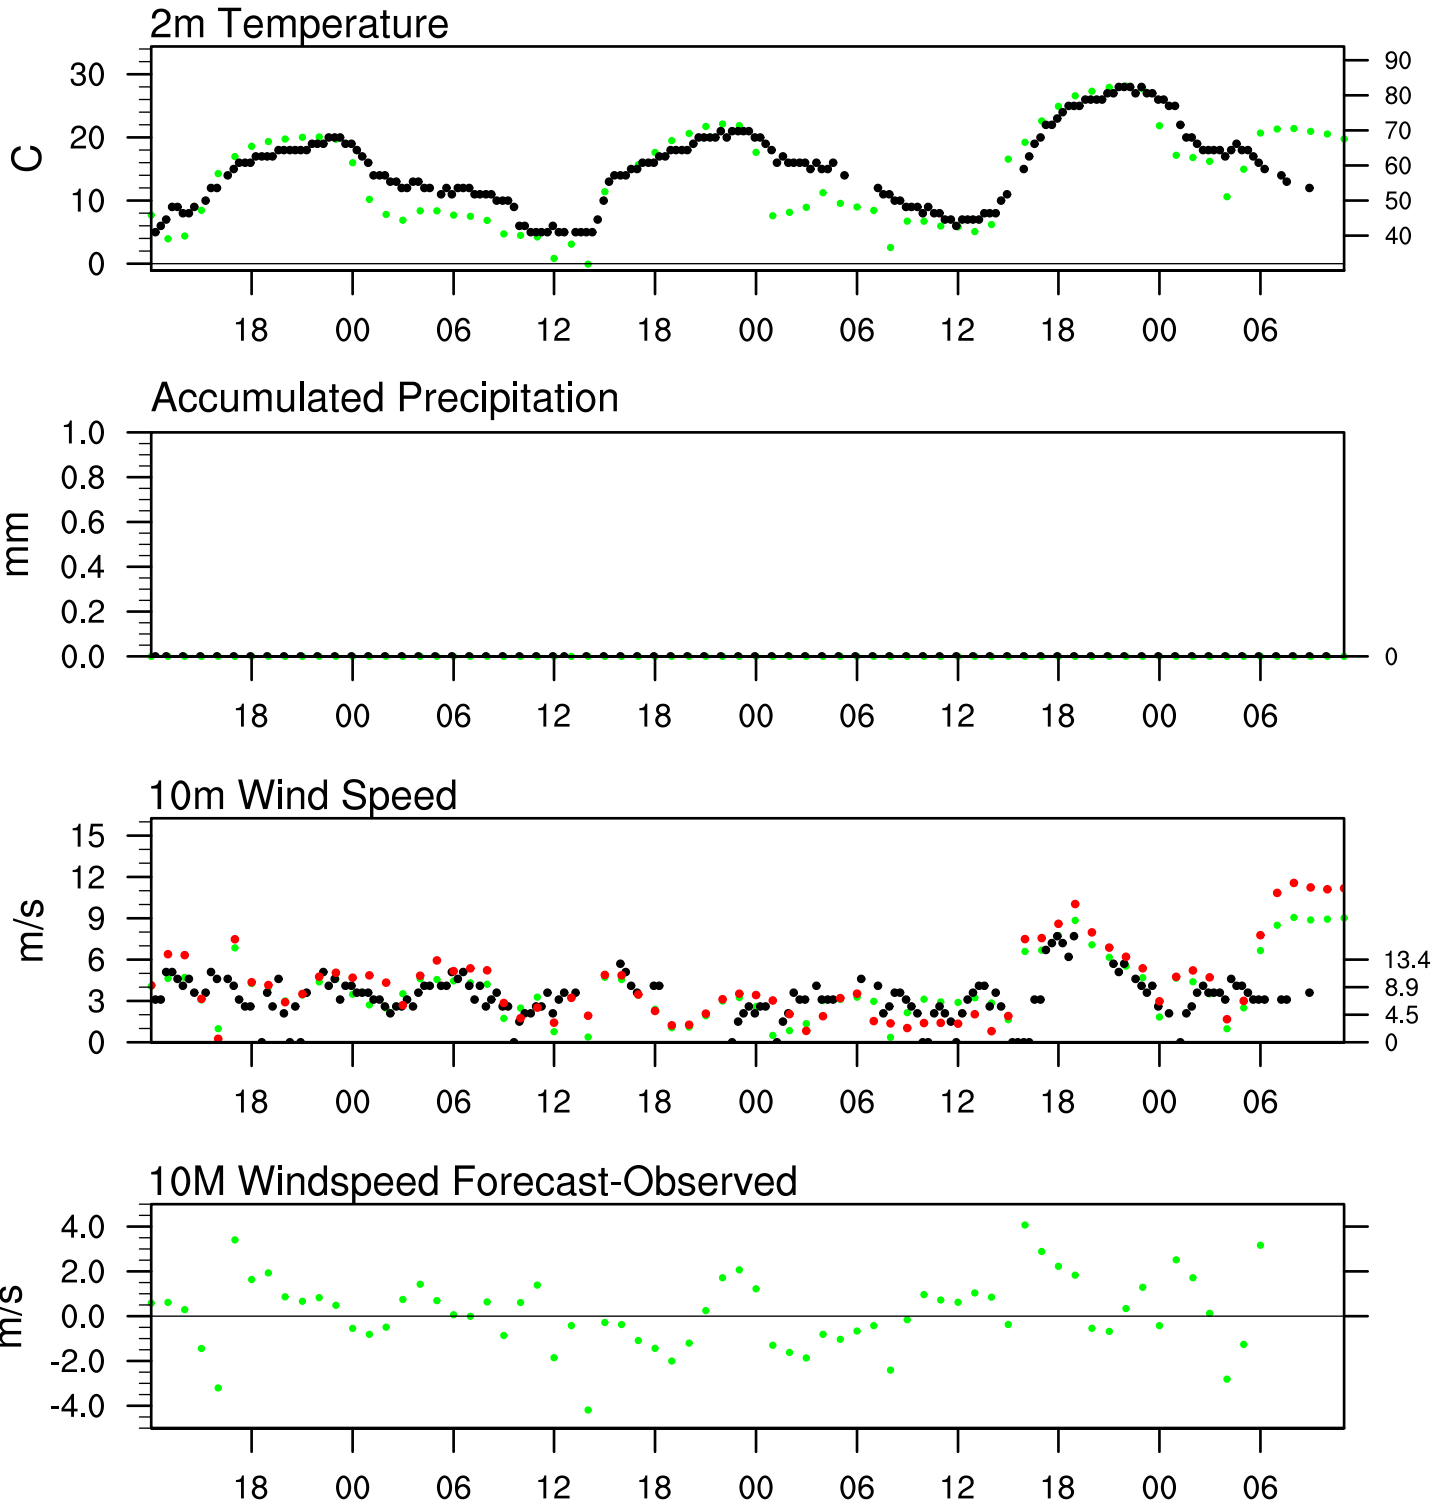 2m Temperature
30
20
10
0
C
90
80
70
60
50
40
18 00 06 12 18 00 06 12 18 00 06
Accumulated Precipitation
1.0
0.8
0.6
0.4
0.2
0.0
mm
0
18 00 06 12 18 00 06 12 18 00 06
10m Wind Speed
15
12
9
6
3
0
m/s
13.4
8.9
4.5
0
18 00 06 12 18 00 06 12 18 00 06
10M Windspeed Forecast-Observed
4.0
2.0
0.0
-2.0
-4.0
m/s
18 00 06 12 18 00 06 12 18 00 06